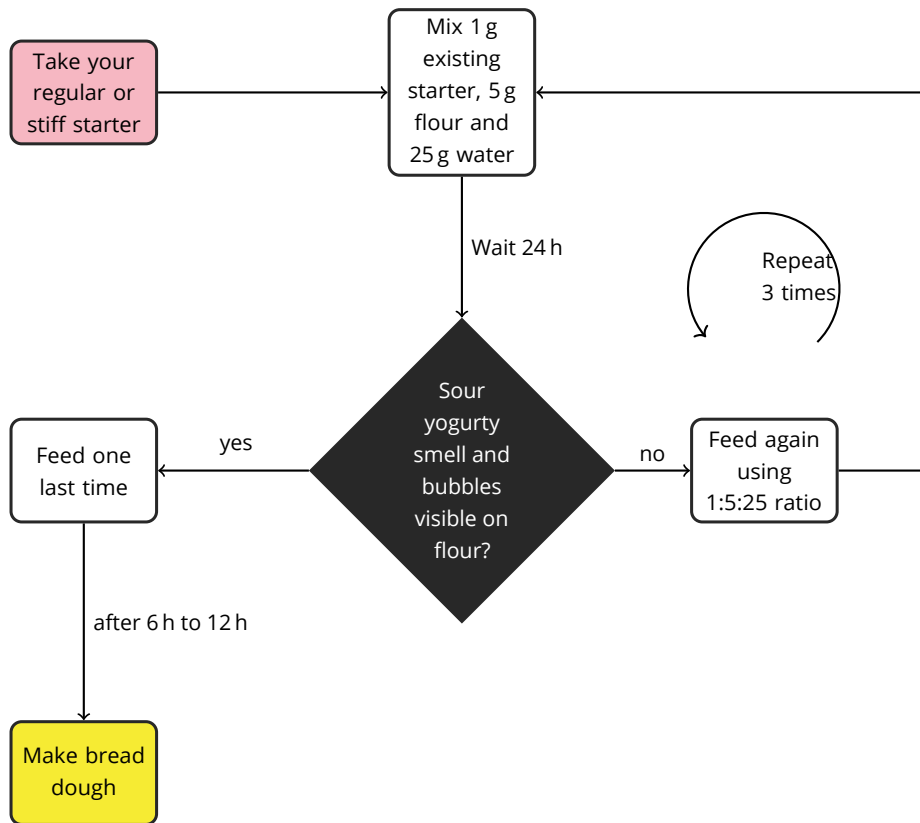 Take your
regular or
stiff starter
Mix 1 g
existing
starter, 5 g
flour and
25 g water
Wait 24 h
Repeat
3 times
Sour
yogurty
smell and
bubbles
visible on
flour?
yes
no
Feed one
last time
Feed again
using
1:5:25 ratio
after 6 h to 12 h
Make bread
dough